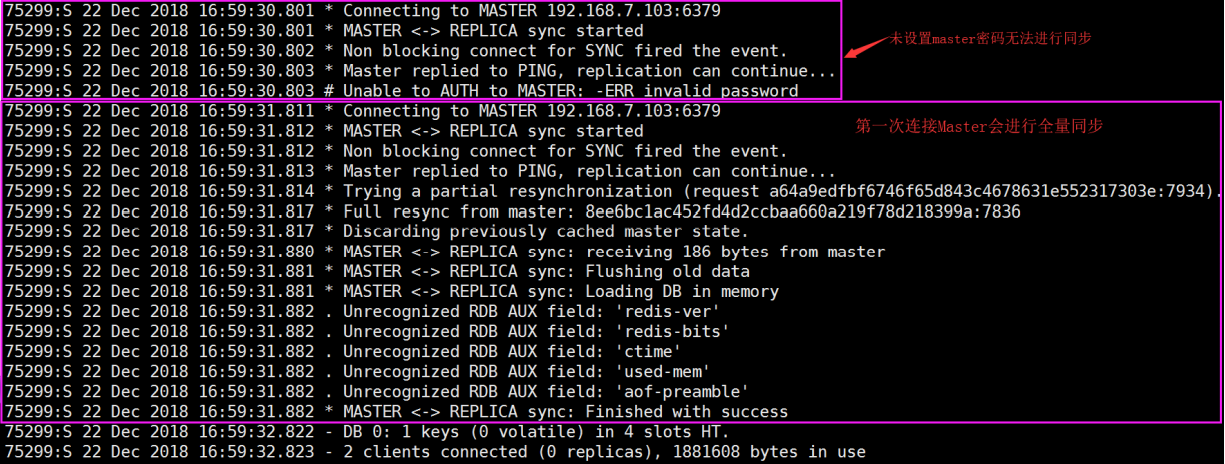 75299:S 22 Dec 2018 16:59:30.801 * Connecting to MASTER 192.168.7.103:6379
75299:S 22 Dec 2018 16:59:30.801 * MASTER <-> REPLICA sync started
75299:S 22 Dec 2018 16:59:30.802 * Non blocking connect for SYNC fired the event.
未设置master密码无法进行同步
75299:S 22 Dec 2018 16:59:30.803 * Master replied to PING, replication can continue...
75299:S 22 Dec 2018 16:59:30.803 # Unable to AUTH to MASTER: -ERR invalid password
75299:S 22 Dec 2018 16:59:31.811 * Connecting to MASTER 192.168.7.103:6379
第一次连接Master会进行全量同步
75299:S 22 Dec 2018 16:59:31.812 * MASTER <-> REPLICA sync started
75299:S 22 Dec 2018 16:59:31.812 * Non blocking connect for SYNC fired the event.
75299:S 22 Dec 2018 16:59:31.813 * Master replied to PING, replication can continue...
75299:S 22 Dec 2018 16:59:31.814 * Trying a partial resynchronization (request a64a9edfbf6746f65d843c4678631e552317303e:7934).
75299:S 22 Dec 2018 16:59:31.817 * Full resync from master: 8ee6bc1ac452fd4d2ccbaa660a219f78d218399a:7836
75299:S 22 Dec 2018 16:59:31.817 * Discarding previously cached master state.
75299:S 22 Dec 2018 16:59:31.880 * MASTER <-> REPLICA sync: receiving 186 bytes from master
75299:S 22 Dec 2018 16:59:31.881 * MASTER <-> REPLICA sync: Flushing old data
75299:S 22 Dec 2018 16:59:31.881 * MASTER <-> REPLICA sync: Loading DB in memory
75299:S 22 Dec 2018 16:59:31.882 . Unrecognized RDB AUX field: 'redis-ver'
75299:S 22 Dec 2018 16:59:31.882 . Unrecognized RDB AUX field: 'redis-bits'
75299:S 22 Dec 2018 16:59:31.882 . Unrecognized RDB AUX field: 'ctime'
75299:S 22 Dec 2018 16:59:31.882 . Unrecognized RDB AUX field: 'used-mem'
75299:S 22 Dec 2018 16:59:31.882 . Unrecognized RDB AUX field: 'aof-preamble'
75299:S 22 Dec 2018 16:59:31.882 * MASTER <-> REPLICA sync: Finished with success
75299:S 22 Dec 2018 16:59:32.822 - DB 0: 1 keys (0 volatile) in 4 slots HT.
75299:S 22 Dec 2018 16:59:32.823 - 2 clients connected (0 replicas), 1881608 bytes in use